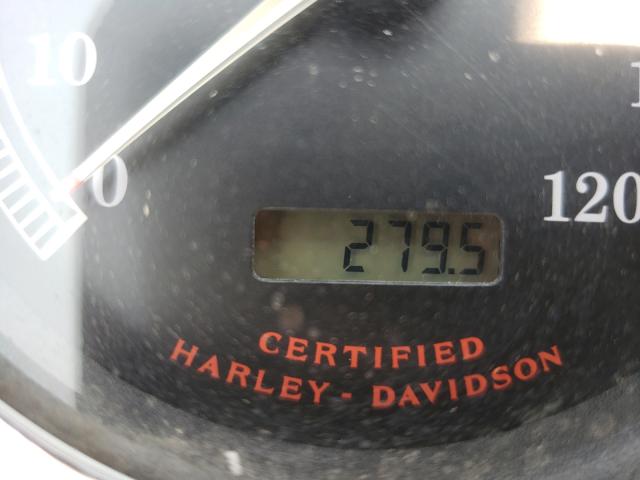 10
0
120
279.5
CERTIFIED
HARLEY - DAVIDSON